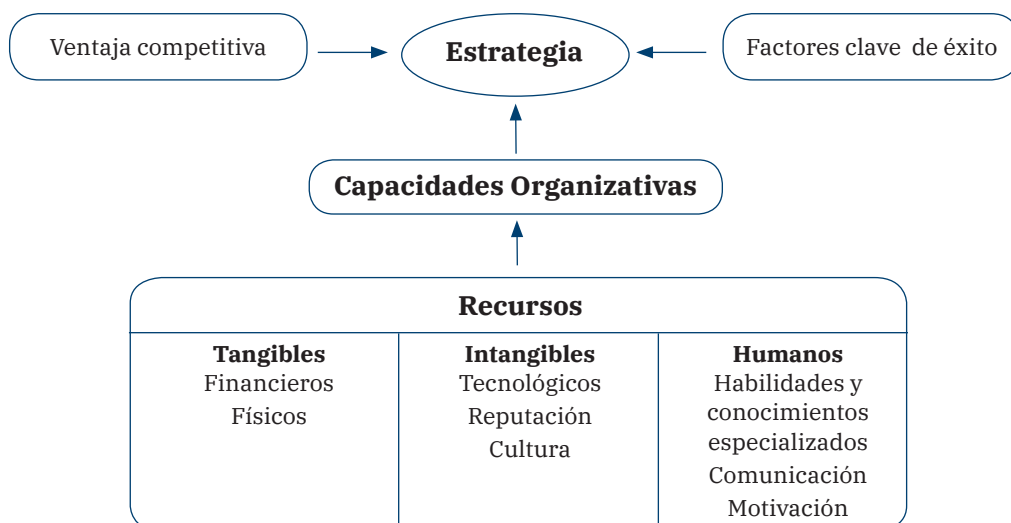 Ventaja competitiva
Estrategia
Factores clave de éxito
Capacidades Organizativas
Recursos
Tangibles
Financieros
Físicos
Intangibles
Tecnológicos
Reputación
Cultura
Humanos
Habilidades y
conocimientos
especializados
Comunicación
Motivación